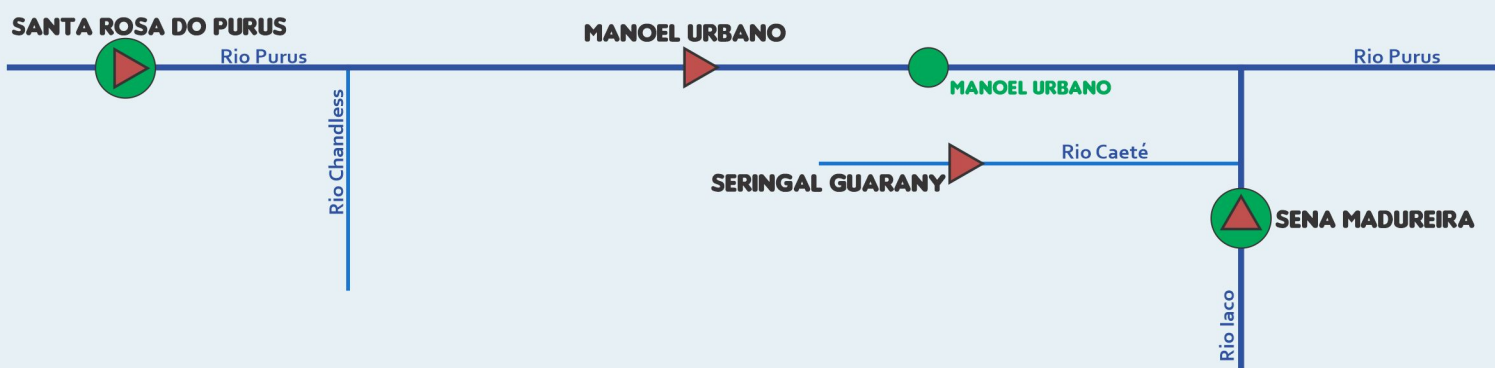 SANTA ROSA DO PURUS
MANOEL URBANO
Rio Purus
Rio Purus
MANOEL URBANO
Rio Chandless
Rio Caeté
SERINGAL GUARANY
SENA MADUREIRA
Rio Iaco